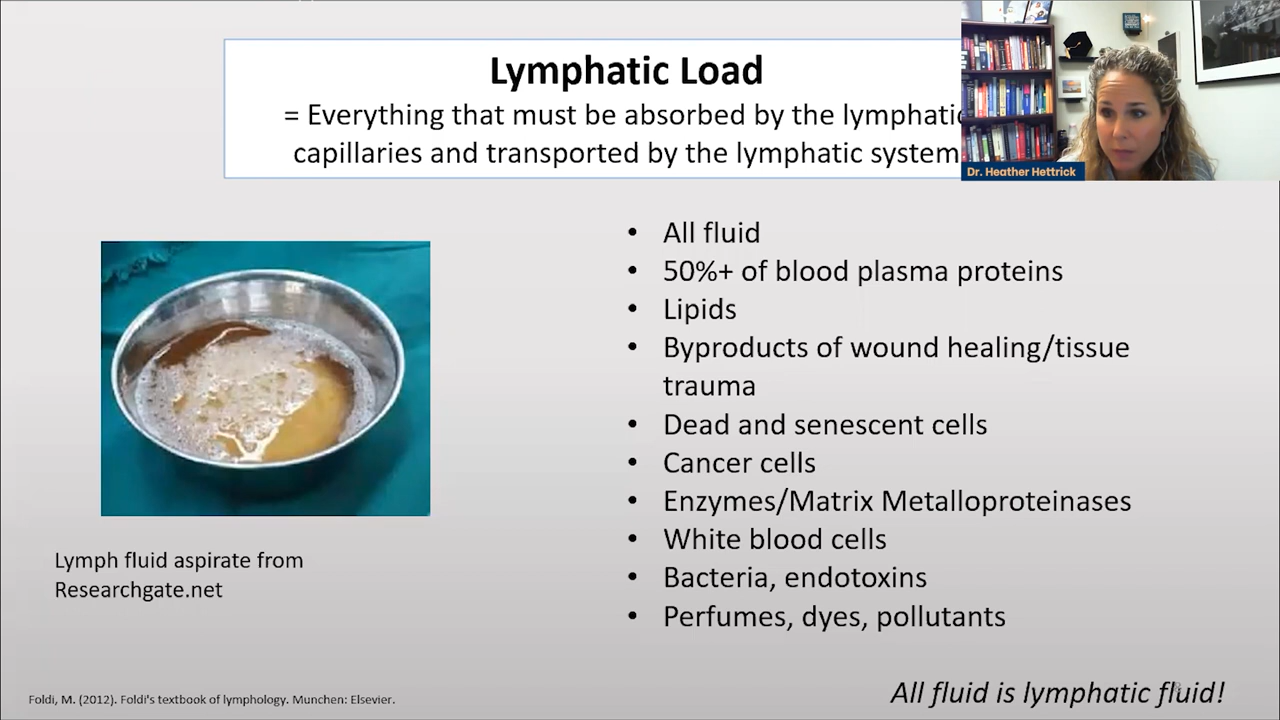 Lymphatic Load
= Everything that must be absorbed by the lymphatic
capillaries and transported by the lymphatic system
Dr. Heather Hettrick
• All fluid
• 50%+ of blood plasma proteins
• Lipids
• Byproducts of wound healing/tissue
trauma
• Dead and senescent cells
• Cancer cells
• Enzymes/Matrix Metalloproteinases
• White blood cells
• Bacteria, endotoxins
• Perfumes, dyes, pollutants
Lymph fluid aspirate from
Researchgate.net
Foldi, M. (2012). Foldi's textbook of lymphology. Munchen: Elsevier.
All fluid is lymphatic fluid!